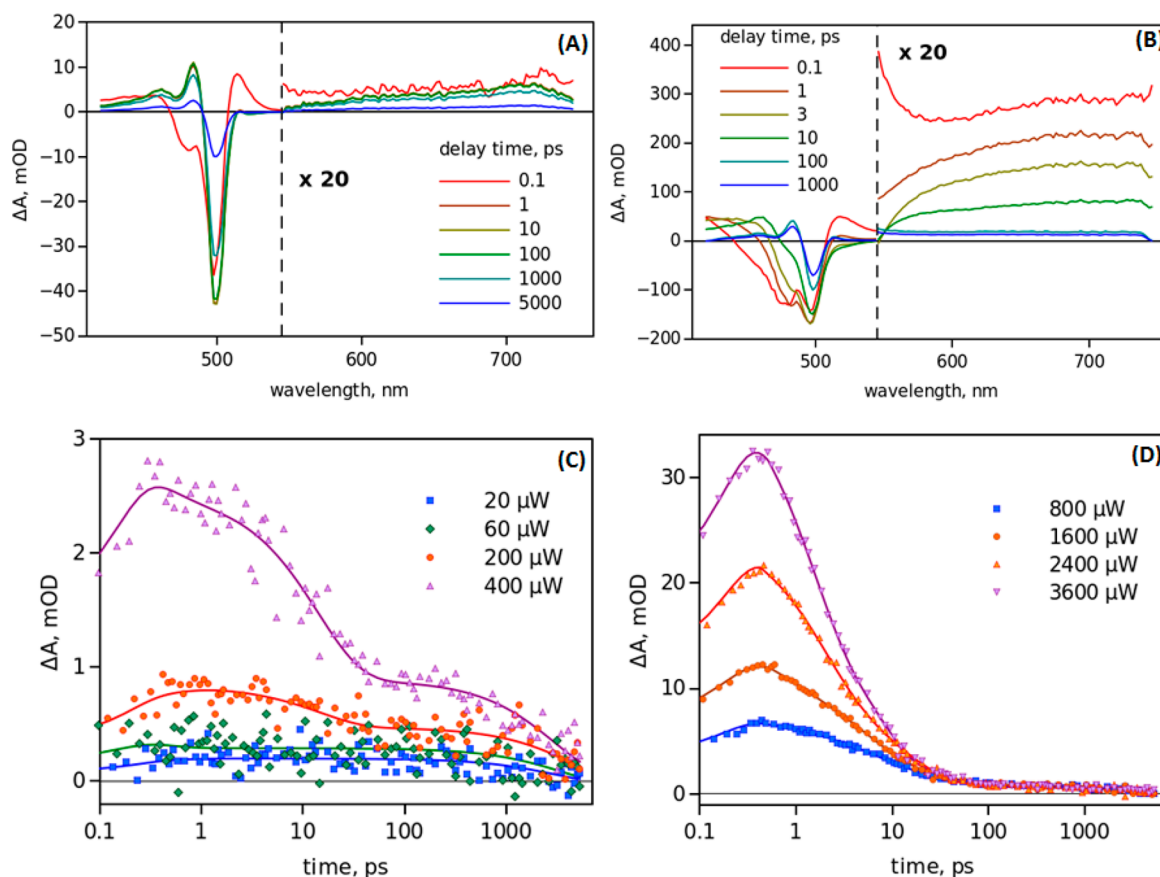 (A)
20
10
0
−10
−20
−30
−40
−50
ΔA, mOD
x 20
delay time, ps
0.1
1
10
100
1000
5000
500
600
700
wavelength, nm
(B)
400
300
200
100
0
−100
−200
ΔA, mOD
delay time, ps
0.1
1
3
10
100
1000
x 20
500
600
700
wavelength, nm
(C)
3
2
1
0
ΔA, mOD
20 μW
60 μW
200 μW
400 μW
0.1
1
10
100
1000
time, ps
(D)
30
20
10
0
ΔA, mOD
800 μW
1600 μW
2400 μW
3600 μW
0.1
1
10
100
1000
time, ps